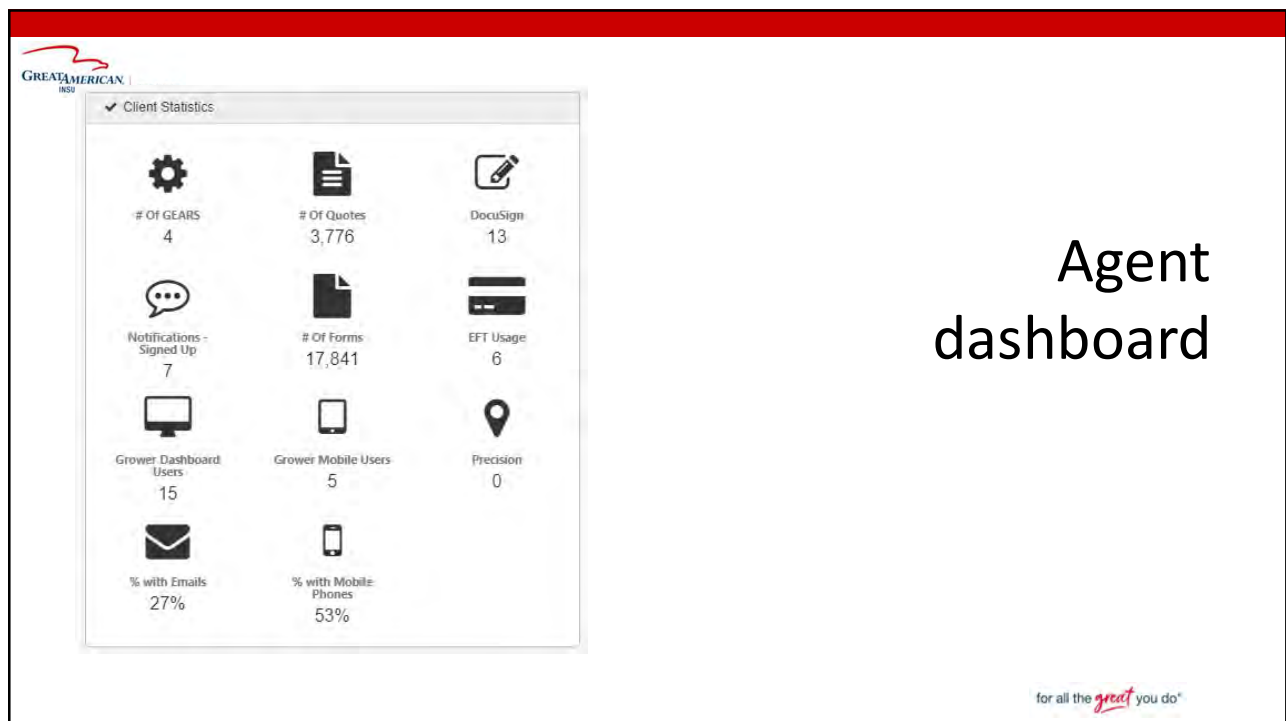 GREATAMERICAN.
INSU
Client Statistics
# Of GEARS
4
# Of Quotes
3,776
DocuSign
13
Notifications -
Signed Up
7
# Of Forms
17,841
EFT Usage
6
Grower Dashboard
Users
15
Grower Mobile Users
5
Precision
0
% with Emails
27%
% with Mobile
Phones
53%
Agent
dashboard
for all the great you do®